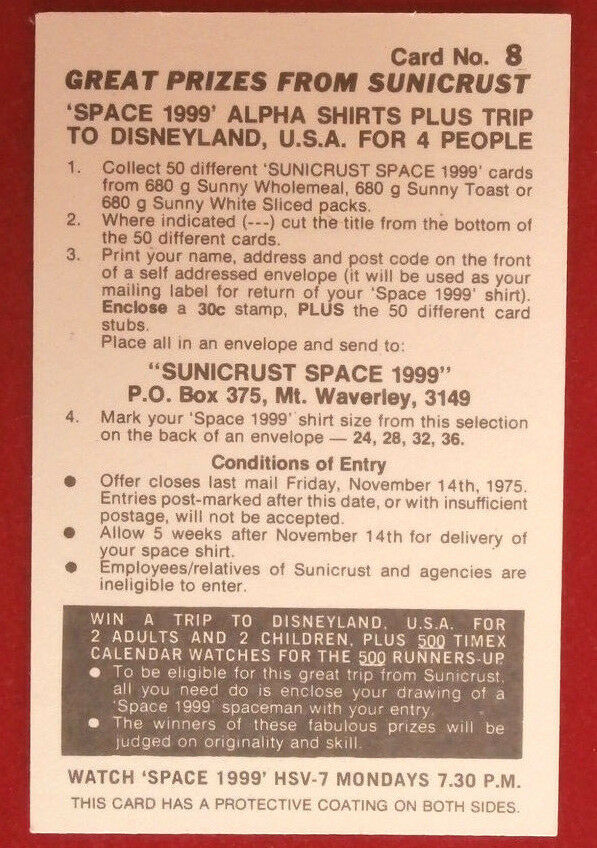 Card No. 8
GREAT PRIZES FROM SUNICRUST
'SPACE 1999' ALPHA SHIRTS PLUS TRIP
TO DISNEYLAND, U.S.A. FOR 4 PEOPLE
1. Collect 50 different 'SUNICRUST SPACE 1999' cards
from 680 g Sunny Wholemeal, 680 g Sunny Toast or
680 g Sunny White Sliced packs.
2. Where indicated (---) cut the title from the bottom of
the 50 different cards.
3. Print your name, address and post code on the front
of a self addressed envelope (it will be used as your
mailing label for return of your 'Space 1999' shirt).
Enclose a 30c stamp, PLUS the 50 different card
stubs.
Place all in an envelope and send to:
"SUNICRUST SPACE 1999"
P.O. Box 375, Mt. Waverley, 3149
4. Mark your 'Space 1999' shirt size from this selection
on the back of an envelope — 24, 28, 32, 36.
Conditions of Entry
● Offer closes last mail Friday, November 14th, 1975.
Entries post-marked after this date, or with insufficient
postage, will not be accepted.
● Allow 5 weeks after November 14th for delivery of
your space shirt.
● Employees/relatives of Sunicrust and agencies are
ineligible to enter.
WIN A TRIP TO DISNEYLAND, U.S.A. FOR
2 ADULTS AND 2 CHILDREN, PLUS 500 TIMEX
CALENDAR WATCHES FOR THE 500 RUNNERS-UP
● To be eligible for this great trip from Sunicrust,
all you need do is enclose your drawing of a
'Space 1999' spaceman with your entry.
● The winners of these fabulous prizes will be
judged on originality and skill.
WATCH 'SPACE 1999' HSV-7 MONDAYS 7.30 P.M.
THIS CARD HAS A PROTECTIVE COATING ON BOTH SIDES.